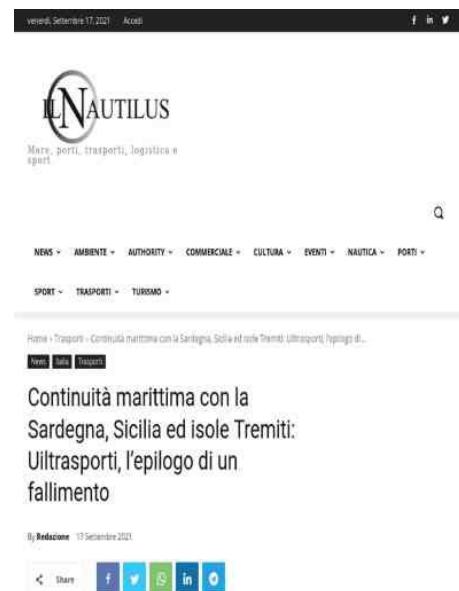 venerdì, Settembre 17, 2021 Accedi
IL NAUTILUS
Mare, porti, trasporti, logistica e
sport
NEWS AMBIENTE AUTHORITY COMMERCIALE CULTURA EVENTI NAUTICA PORTI
SPORT TRASPORTI TURISMO
Home › Trasporti › Continuità marittima con la Sardegna, Sicilia ed isole Tremiti: Uiltrasporti, l'epilogo di...
News Italia Trasporti
Continuità marittima con la
Sardegna, Sicilia ed isole Tremiti:
Uiltrasporti, l'epilogo di un
fallimento
By Redazione 17 Settembre 2021
Share